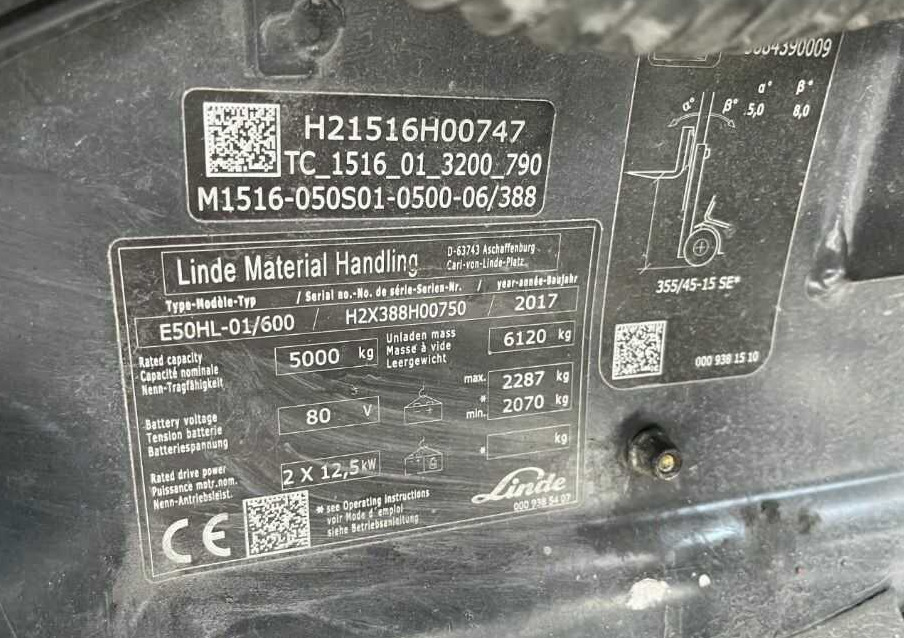 H21516H00747
TC_1516_01_3200_790
M1516-050S01-0500-06/388
Linde Material Handling
D-63743 Aschaffenburg
Carl-von-Linde-Platz
Type-Modèle-Typ / Serial no.-No. de série-Serien-Nr. / year-année-Baujahr
E50HL-01/600 / H2X388H00750 / 2017
Rated capacity
Capacité nominale
Nenn-Tragfähigkeit
5000 kg
Unladen mass
Masse à vide
Leergewicht
6120 kg
Battery voltage
Tension batterie
Batteriespannung
80 V
max. 2287 kg
*
min. 2070 kg
* kg
Rated drive power
Puissance motr.nom.
Nenn-Antriebsleist.
2 X 12,5 kW
CE
* see Operating Instructions
voir Mode d'emploi
siehe Betriebsanleitung
Linde
000 938 54 07
4390009
α° β°
α° β° 5,0 8,0
355/45-15 SE*
000 938 15 10